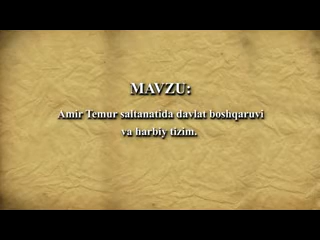 MAVZU:
Amir Temur saltanatida davlat boshqaruvi
va harbiy tizim.